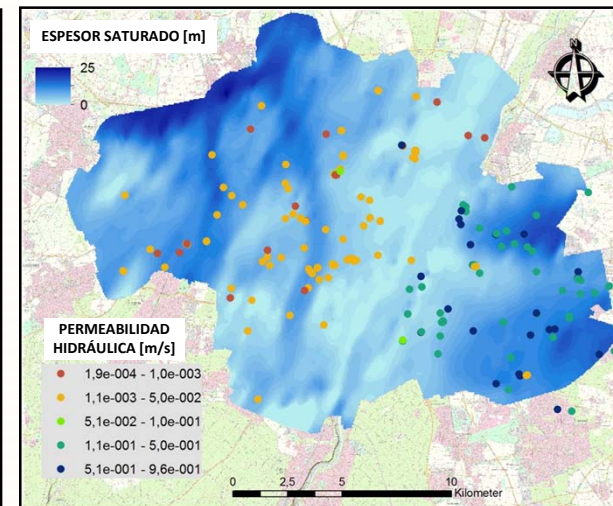 ESPESOR SATURADO [m]
25
0
N
PERMEABILIDAD
HIDRÁULICA [m/s]
1,9e-004 - 1,0e-003
1,1e-003 - 5,0e-002
5,1e-002 - 1,0e-001
1,1e-001 - 5,0e-001
5,1e-001 - 9,6e-001
0 2,5 5 10
Kilometer